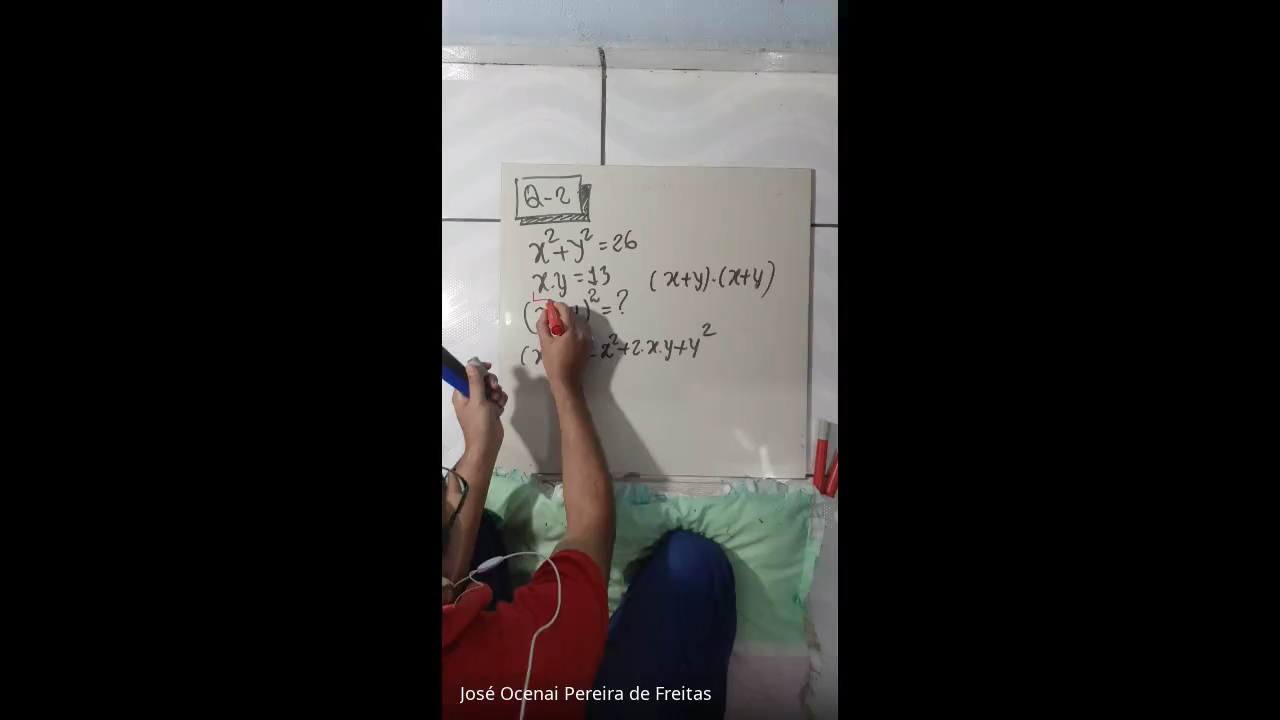 Q-2
x²+y²=26
x.y=13
(x+y).(x+y)
( )²=?
(x =x²+2.x.y+y²
José Ocenai Pereira de Freitas